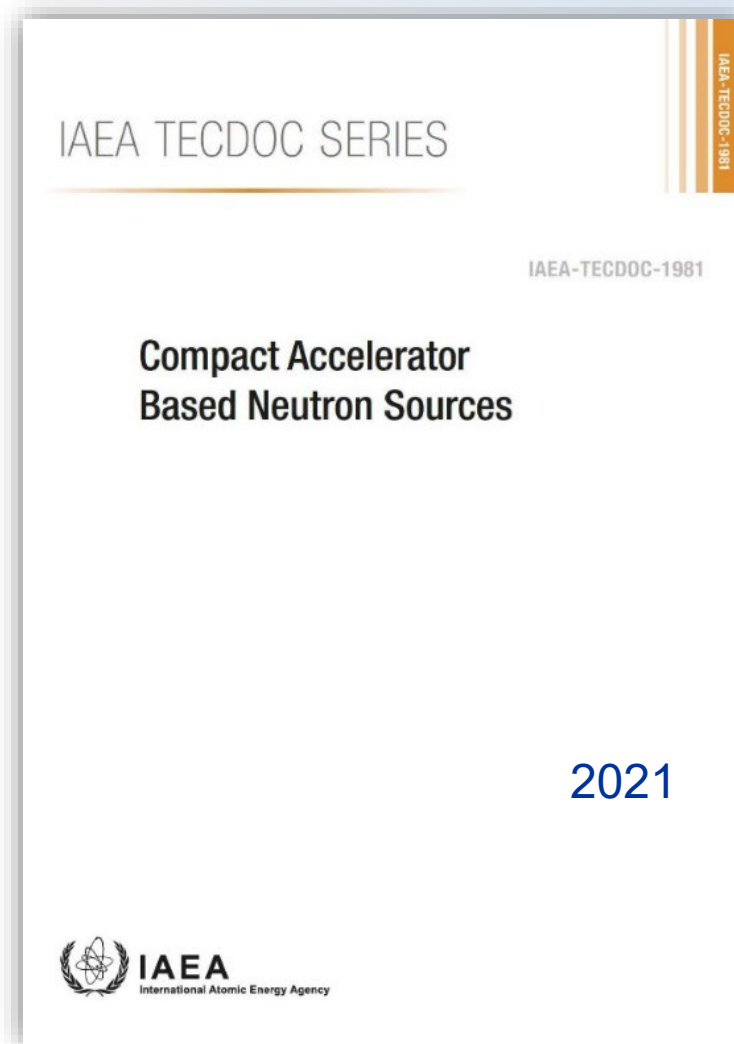 IAEA-TECDOC-1981
IAEA TECDOC SERIES
IAEA-TECDOC-1981
Compact Accelerator
Based Neutron Sources
2021
IAEA
International Atomic Energy Agency